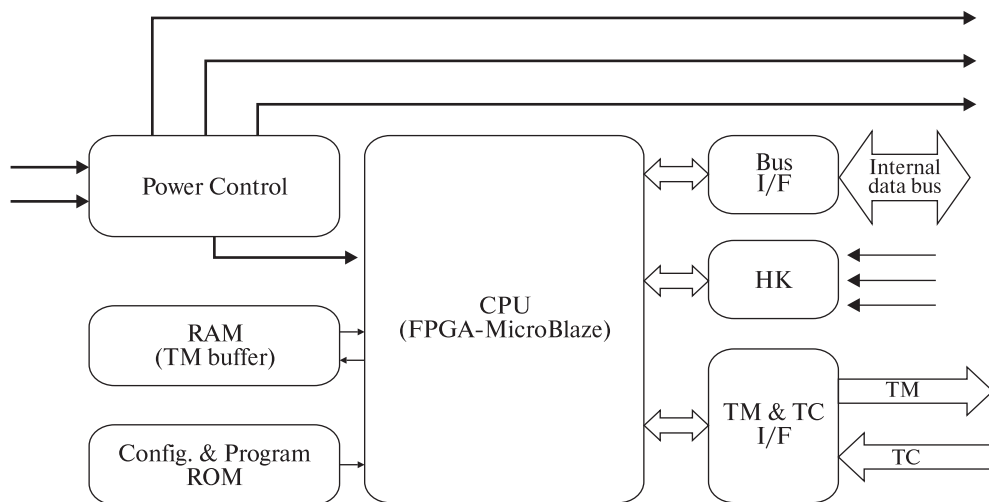 Power Control
RAM
(TM buffer)
Config. & Program
ROM
CPU
(FPGA-MicroBlaze)
Bus
I/F
Internal
data bus
HK
TM & TC
I/F
TM
TC